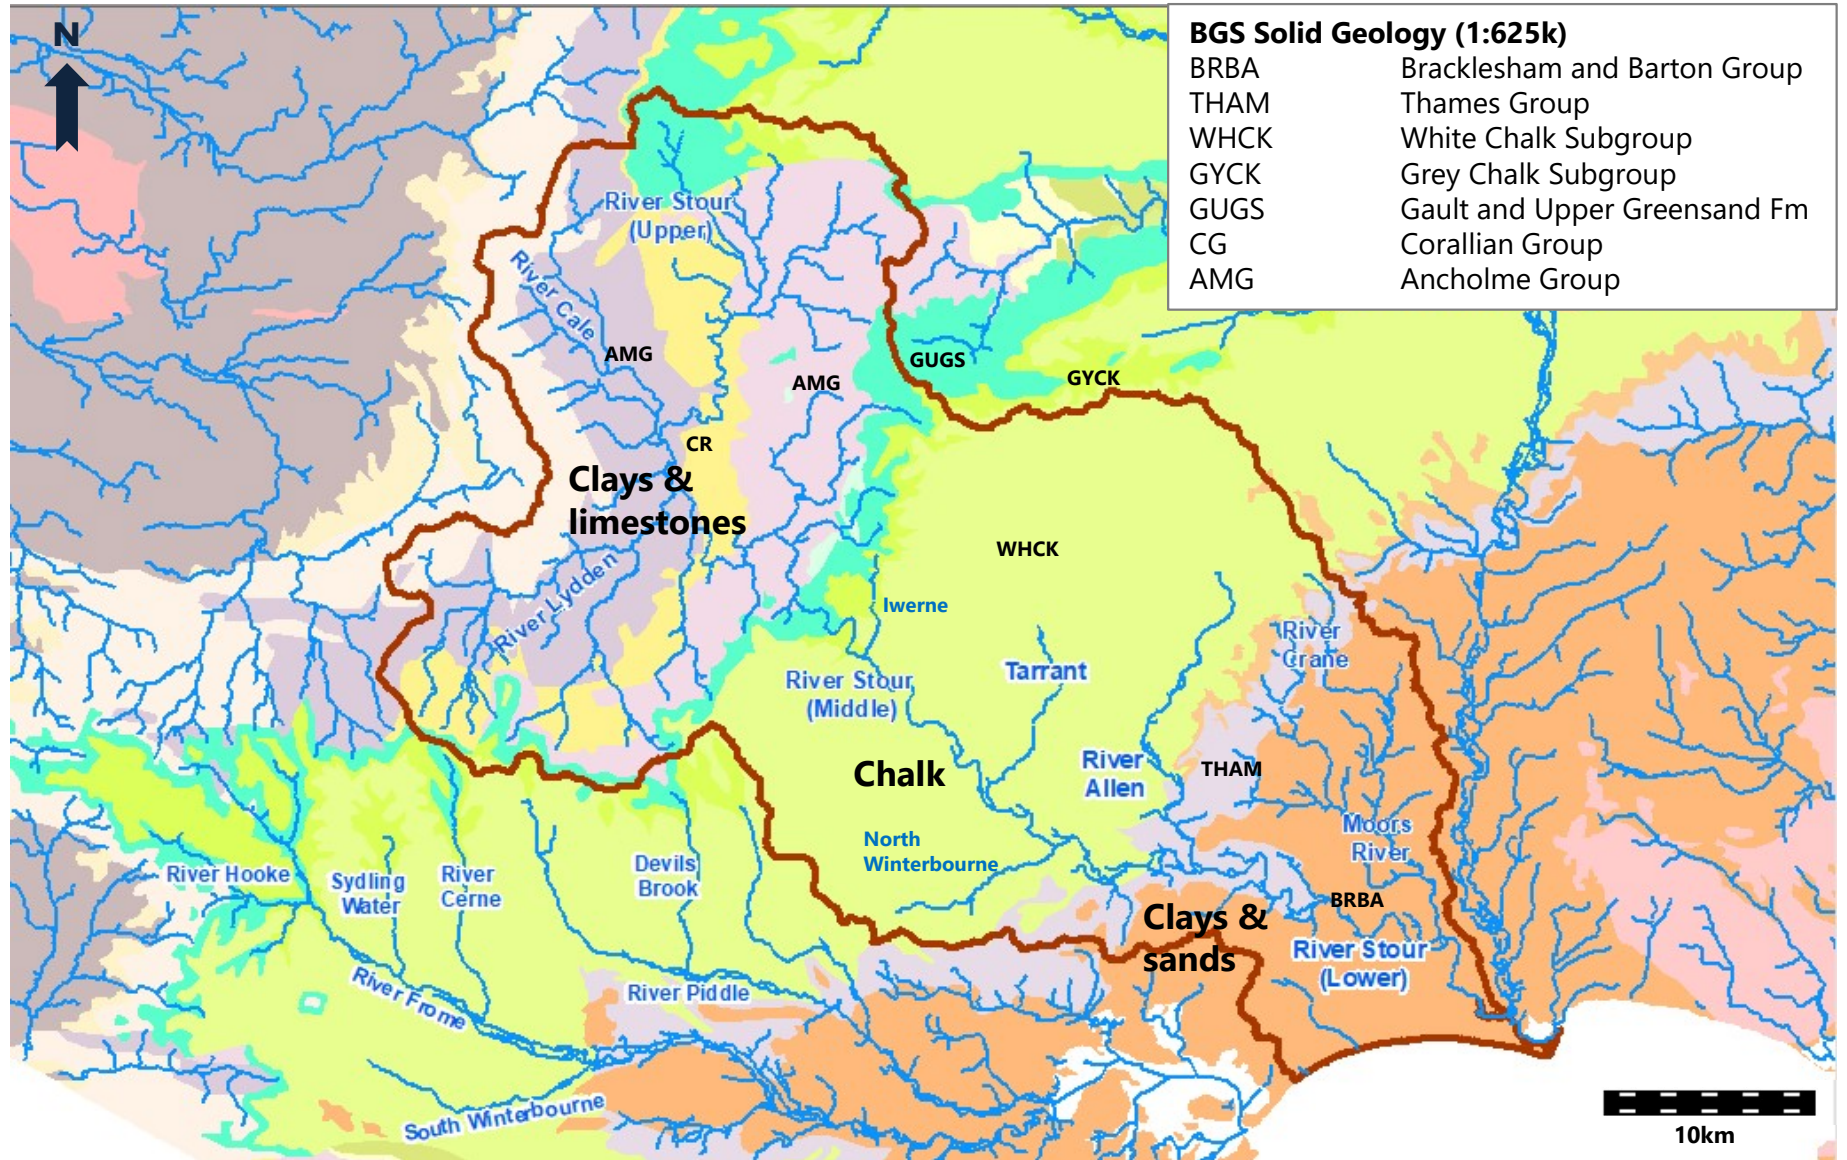 N
BGS Solid Geology (1:625k)
BRBA Bracklesham and Barton Group
THAM Thames Group
WHCK White Chalk Subgroup
GYCK Grey Chalk Subgroup
GUGS Gault and Upper Greensand Fm
CG Corallian Group
AMG Ancholme Group
River Stour
(Upper)
River Cale
AMG
AMG
GUGS
GYCK
CR
Clays &
limestones
WHCK
River Lydden
Iwerne
River
Crane
Tarrant
River Stour
(Middle)
Chalk
River
Allen
THAM
Moors
River
North
Winterbourne
River Hooke
Sydling
Water
River
Cerne
Devils
Brook
BRBA
Clays &
sands
River Stour
(Lower)
River Frome
River Piddle
South Winterbourne
10km